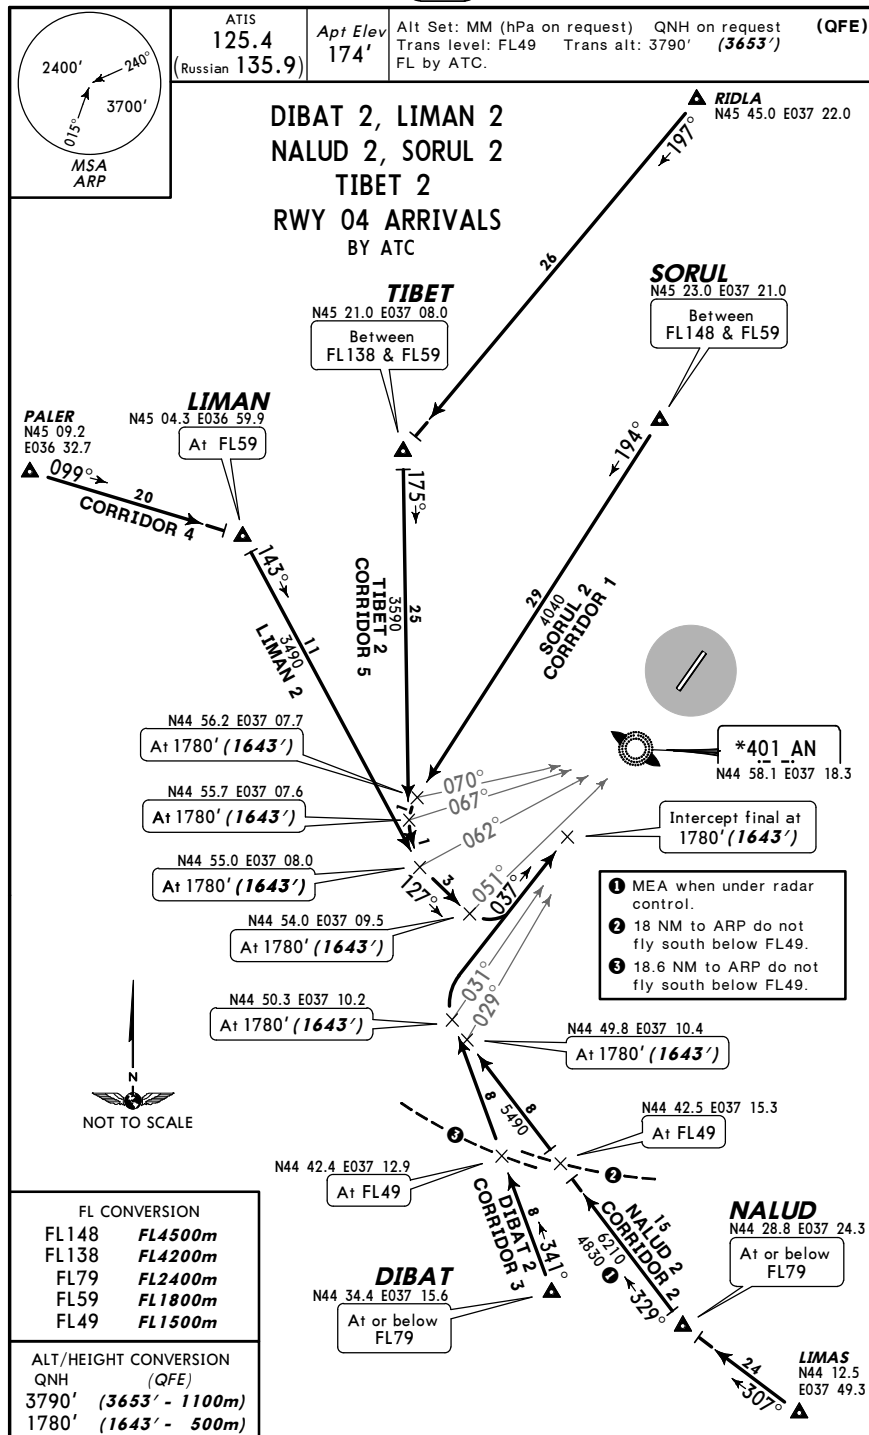 ATIS
125.4
(Russian 135.9)
Apt Elev
174'
Alt Set: MM (hPa on request) QNH on request (QFE)
Trans level: FL49 Trans alt: 3790' (3653')
FL by ATC.
2400'
240°
3700'
015°
MSA
ARP
DIBAT 2, LIMAN 2
NALUD 2, SORUL 2
TIBET 2
RWY 04 ARRIVALS
BY ATC
RIDLA
N45 45.0 E037 22.0
197°
26
SORUL
N45 23.0 E037 21.0
Between
FL148 & FL59
TIBET
N45 21.0 E037 08.0
Between
FL138 & FL59
LIMAN
N45 04.3 E036 59.9
At FL59
PALER
N45 09.2
E036 32.7
099°
20
CORRIDOR 4
194°
175°
143°
11
3490
LIMAN 2
25
3590
TIBET 2
CORRIDOR 5
29
4040
SORUL 2
CORRIDOR 1
*401 AN
N44 58.1 E037 18.3
N44 56.2 E037 07.7
At 1780' (1643')
070°
1
N44 55.7 E037 07.6
At 1780' (1643')
067°
1
N44 55.0 E037 08.0
At 1780' (1643')
062°
3
127°
N44 54.0 E037 09.5
At 1780' (1643')
051°
037°
Intercept final at
1780' (1643')
1 MEA when under radar
control.
2 18 NM to ARP do not
fly south below FL49.
3 18.6 NM to ARP do not
fly south below FL49.
N44 50.3 E037 10.2
At 1780' (1643')
031°
029°
N44 49.8 E037 10.4
At 1780' (1643')
N
NOT TO SCALE
8
8
5490
N44 42.5 E037 15.3
At FL49
3
2
N44 42.4 E037 12.9
At FL49
8
341°
DIBAT 2
CORRIDOR 3
DIBAT
N44 34.4 E037 15.6
At or below
FL79
15
NALUD 2
CORRIDOR 2
6210
4830 1
329°
NALUD
N44 28.8 E037 24.3
At or below
FL79
24
307°
LIMAS
N44 12.5
E037 49.3
FL CONVERSION
FL148 FL4500m
FL138 FL4200m
FL79 FL2400m
FL59 FL1800m
FL49 FL1500m
ALT/HEIGHT CONVERSION
QNH (QFE)
3790' (3653' - 1100m)
1780' (1643' - 500m)